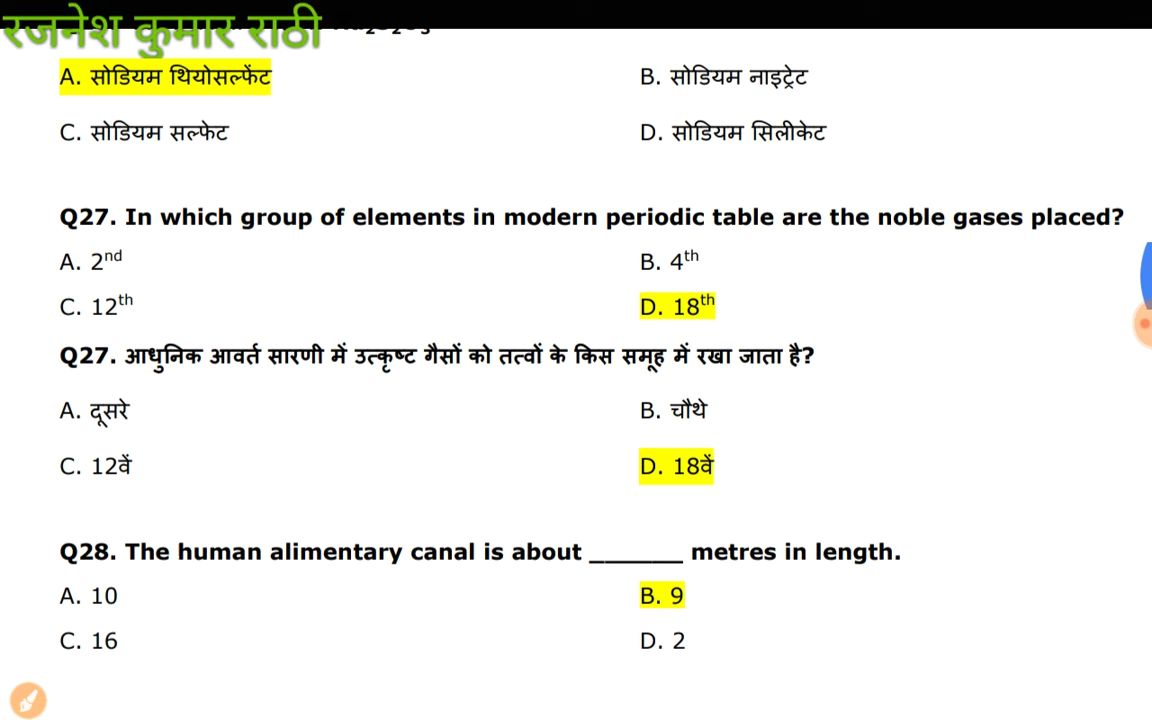 रजनेश कुमार राठी
A. सोडियम थियोसल्फेंट B. सोडियम नाइट्रेट
C. सोडियम सल्फेट D. सोडियम सिलीकेट
Q27. In which group of elements in modern periodic table are the noble gases placed?
A. 2nd B. 4th
C. 12th D. 18th
Q27. आधुनिक आवर्त सारणी में उत्कृष्ट गैसों को तत्वों के किस समूह में रखा जाता है?
A. दूसरे B. चौथे
C. 12वें D. 18वें
Q28. The human alimentary canal is about _______ metres in length.
A. 10 B. 9
C. 16 D. 2